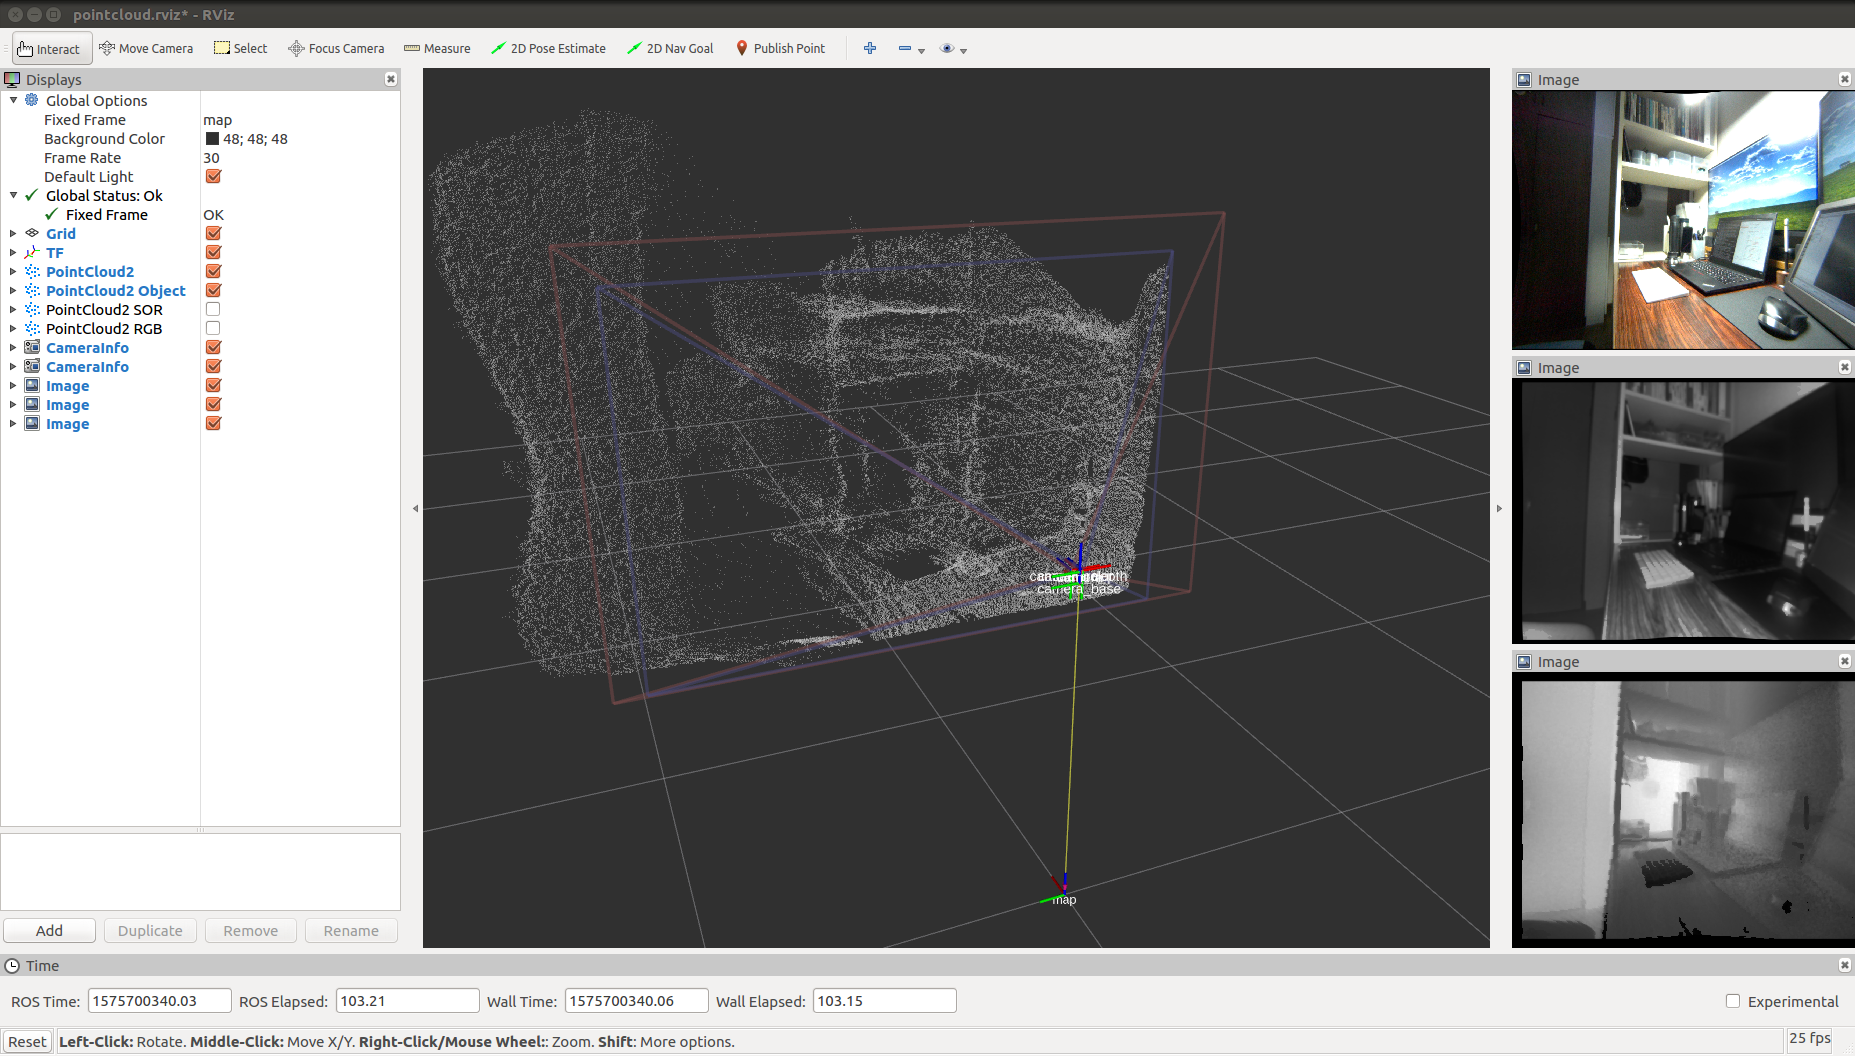 pointcloud.rviz* - RViz
Interact Move Camera Select Focus Camera Measure 2D Pose Estimate 2D Nav Goal Publish Point
Displays
Global Options
Fixed Frame map
Background Color 48; 48; 48
Frame Rate 30
Default Light
Global Status: Ok
Fixed Frame OK
Grid
TF
PointCloud2
PointCloud2 Object
PointCloud2 SOR
PointCloud2 RGB
CameraInfo
CameraInfo
Image
Image
Image
Add Duplicate Remove Rename
camera_base
map
Image
Image
Image
Time
ROS Time: 1575700340.03 ROS Elapsed: 103.21 Wall Time: 1575700340.06 Wall Elapsed: 103.15 Experimental
Reset Left-Click: Rotate. Middle-Click: Move X/Y. Right-Click/Mouse Wheel:: Zoom. Shift: More options. 25 fps